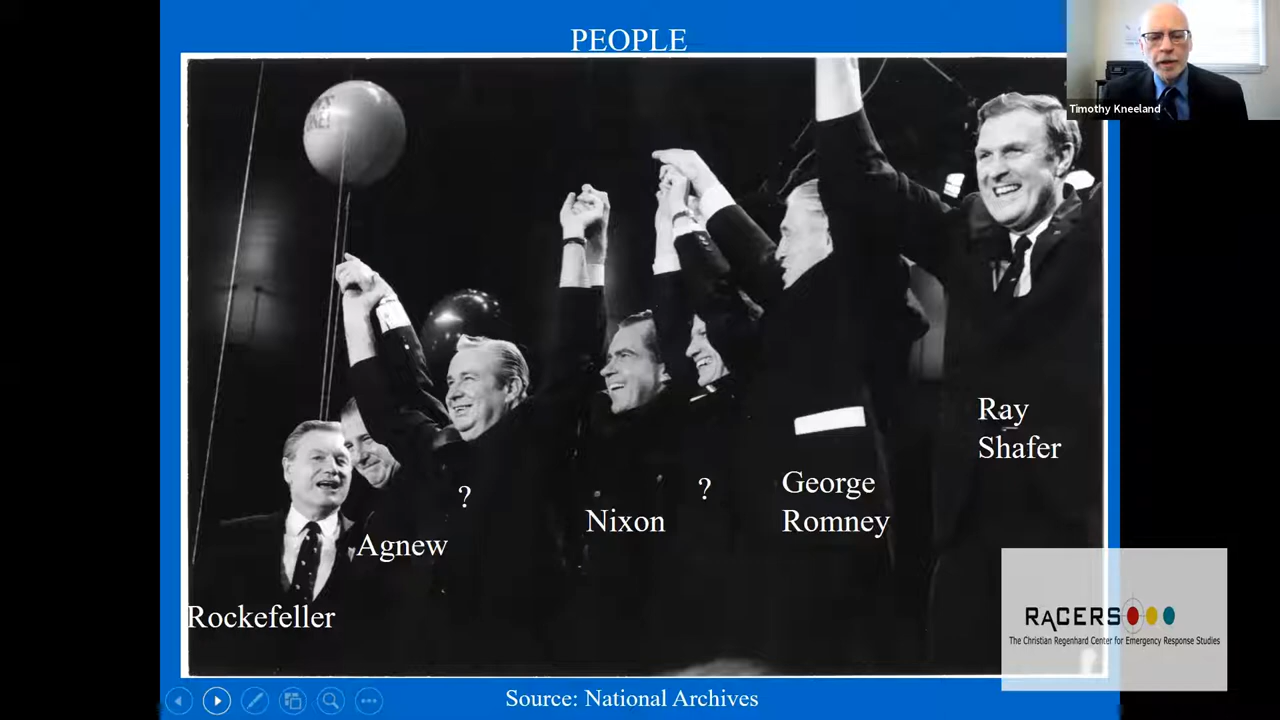 PEOPLE
Timothy Kneeland
Ray
Shafer
?
?
George
Romney
Nixon
Agnew
Rockefeller
RACERS
The Christian Regenhard Center for Emergency Response Studies
Source: National Archives